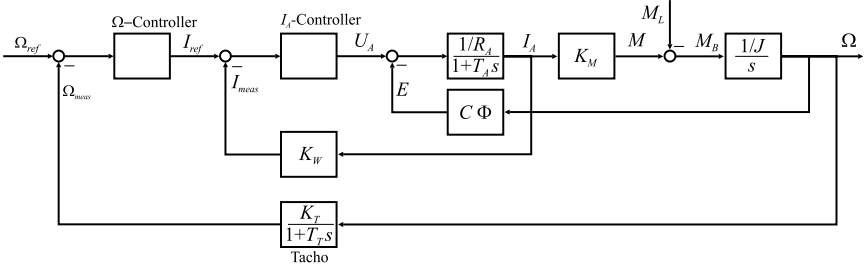 Ω−Controller
I_A-Controller
M_L
Ω_ref
−
Ω_meas
I_ref
−
I_meas
U_A
−
E
1/R_A
1+T_A s
I_A
K_M
M
−
M_B
1/J
s
Ω
C Φ
K_W
K_T
1+T_T s
Tacho